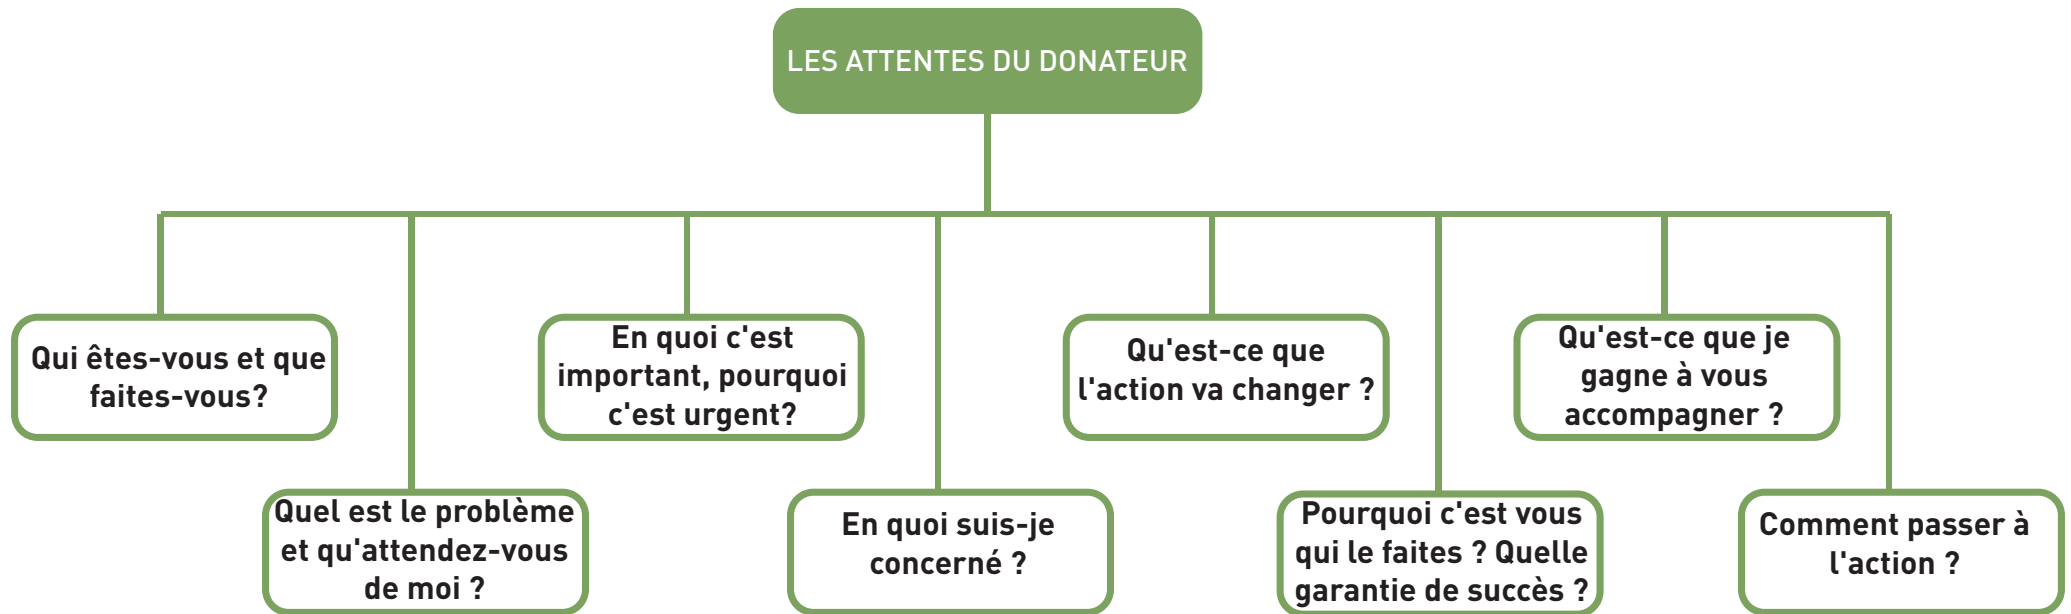 LES ATTENTES DU DONATEUR
Qui êtes-vous et que
faites-vous?
Quel est le problème
et qu'attendez-vous
de moi ?
En quoi c'est
important, pourquoi
c'est urgent?
En quoi suis-je
concerné ?
Qu'est-ce que
l'action va changer ?
Pourquoi c'est vous
qui le faites ? Quelle
garantie de succès ?
Qu'est-ce que je
gagne à vous
accompagner ?
Comment passer à
l'action ?